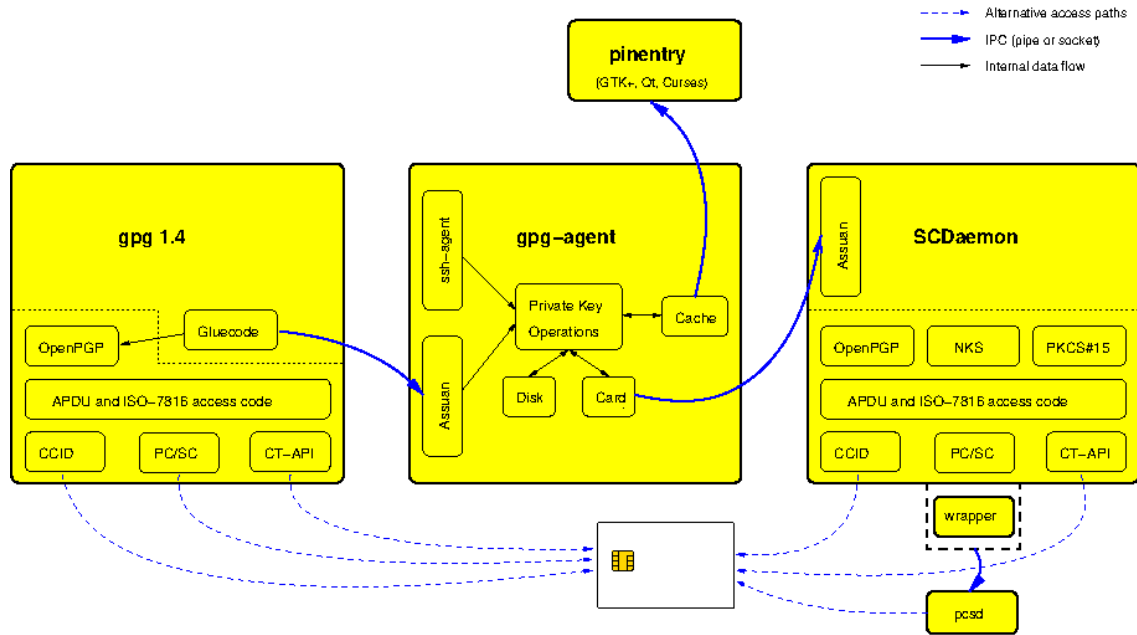 Alternative access paths
IPC (pipe or socket)
Internal data flow
pinentry
(GTK+, Qt, Curses)
gpg 1.4
Gluecode
OpenPGP
APDU and ISO-7816 access code
CCID
PC/SC
CT-API
gpg-agent
ssh-agent
Assuan
Private Key
Operations
Cache
Disk
Card
SCDaemon
Assuan
OpenPGP
NKS
PKCS#15
APDU and ISO-7816 access code
CCID
PC/SC
CT-API
wrapper
pcsd